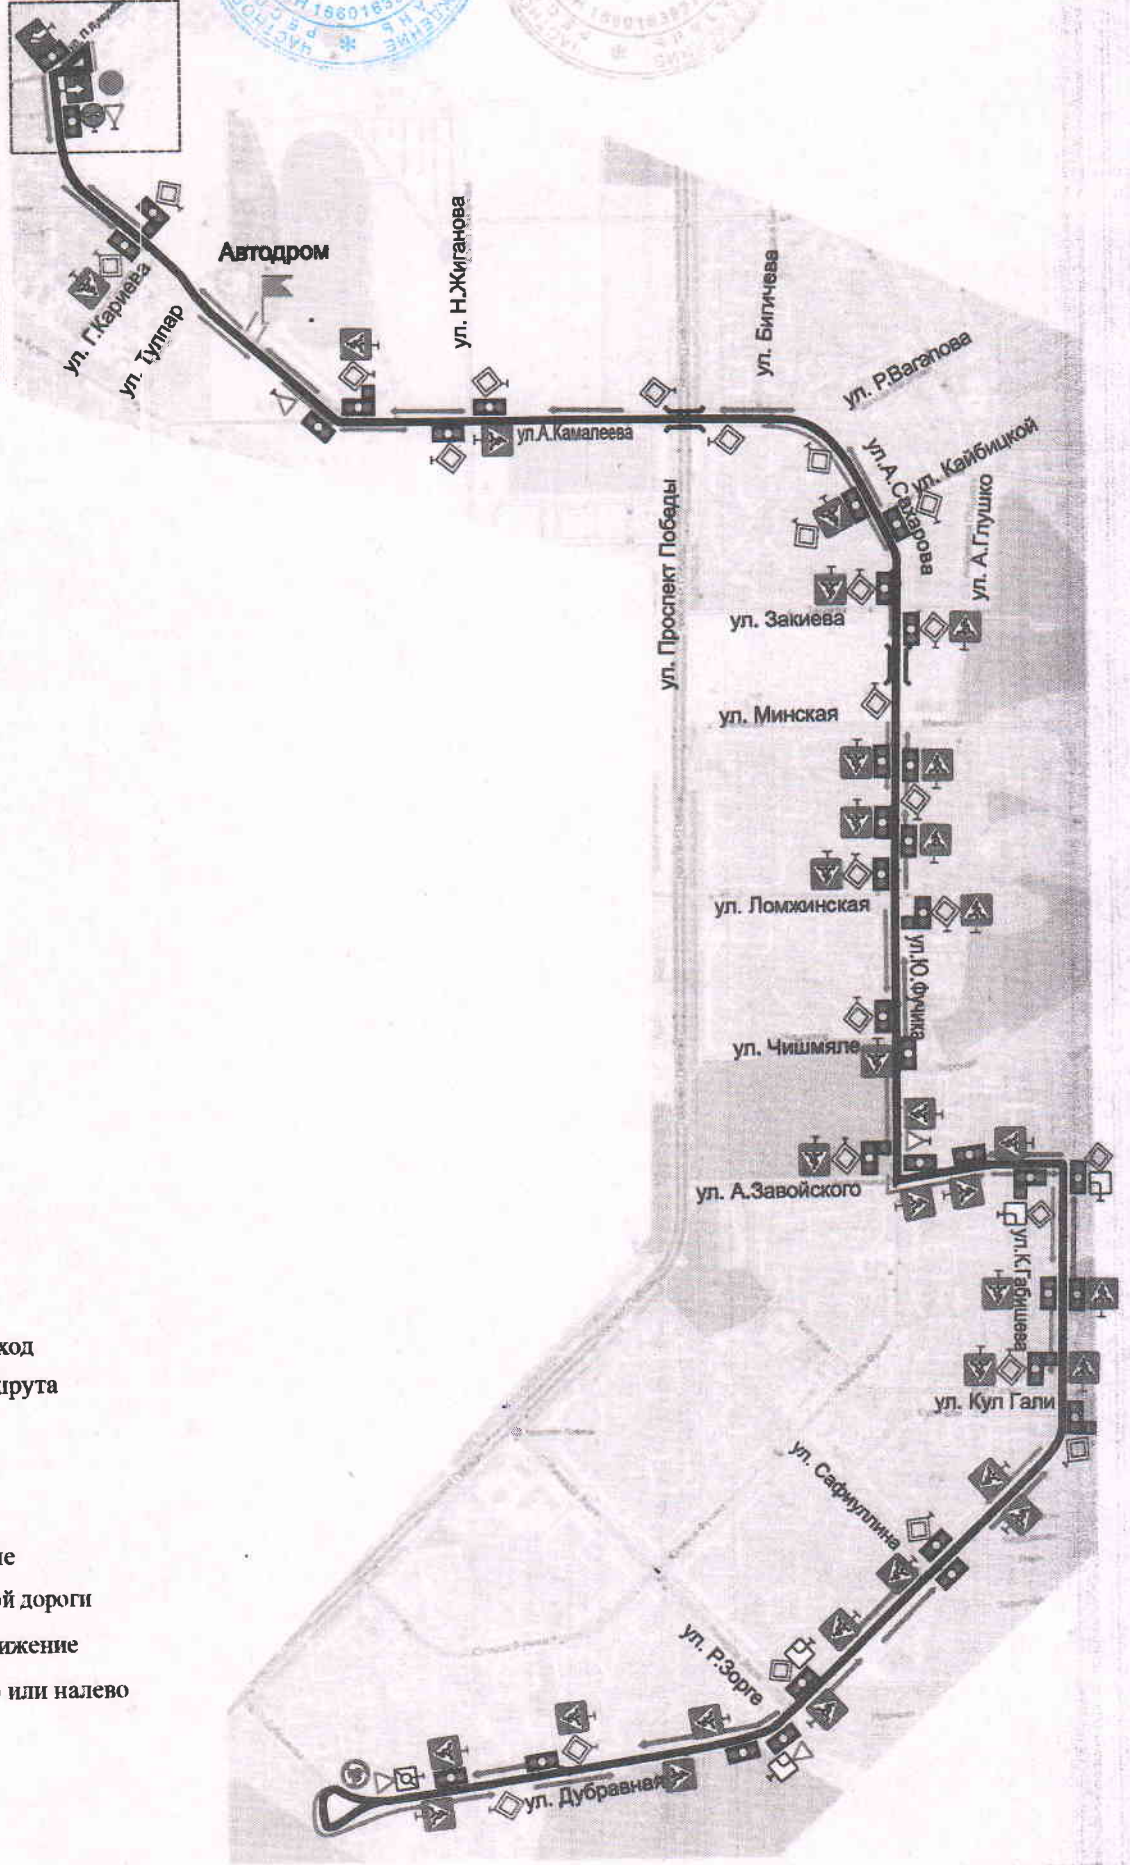 Автодром
ул. Г.Кариева
ул. Тулпар
ул. Н.Жиганова
ул. Бигичева
ул.А.Камалеева
ул. Р.Вагапова
ул. Кайбицкой
ул.А.Сахарова
ул. А.Глушко
ул. Проспект Победы
ул. Закиева
ул. Минская
ул. Ломжинская
ул.Ю.Фучика
ул. Чишмяле
ул. А.Завойского
ул.К.Габишева
ул. Кул Гали
ул. Сафиуллина
ул. Р.Зорге
ул. Дубравная
ход
шрута
ие
ой дороги
ижение
или налево